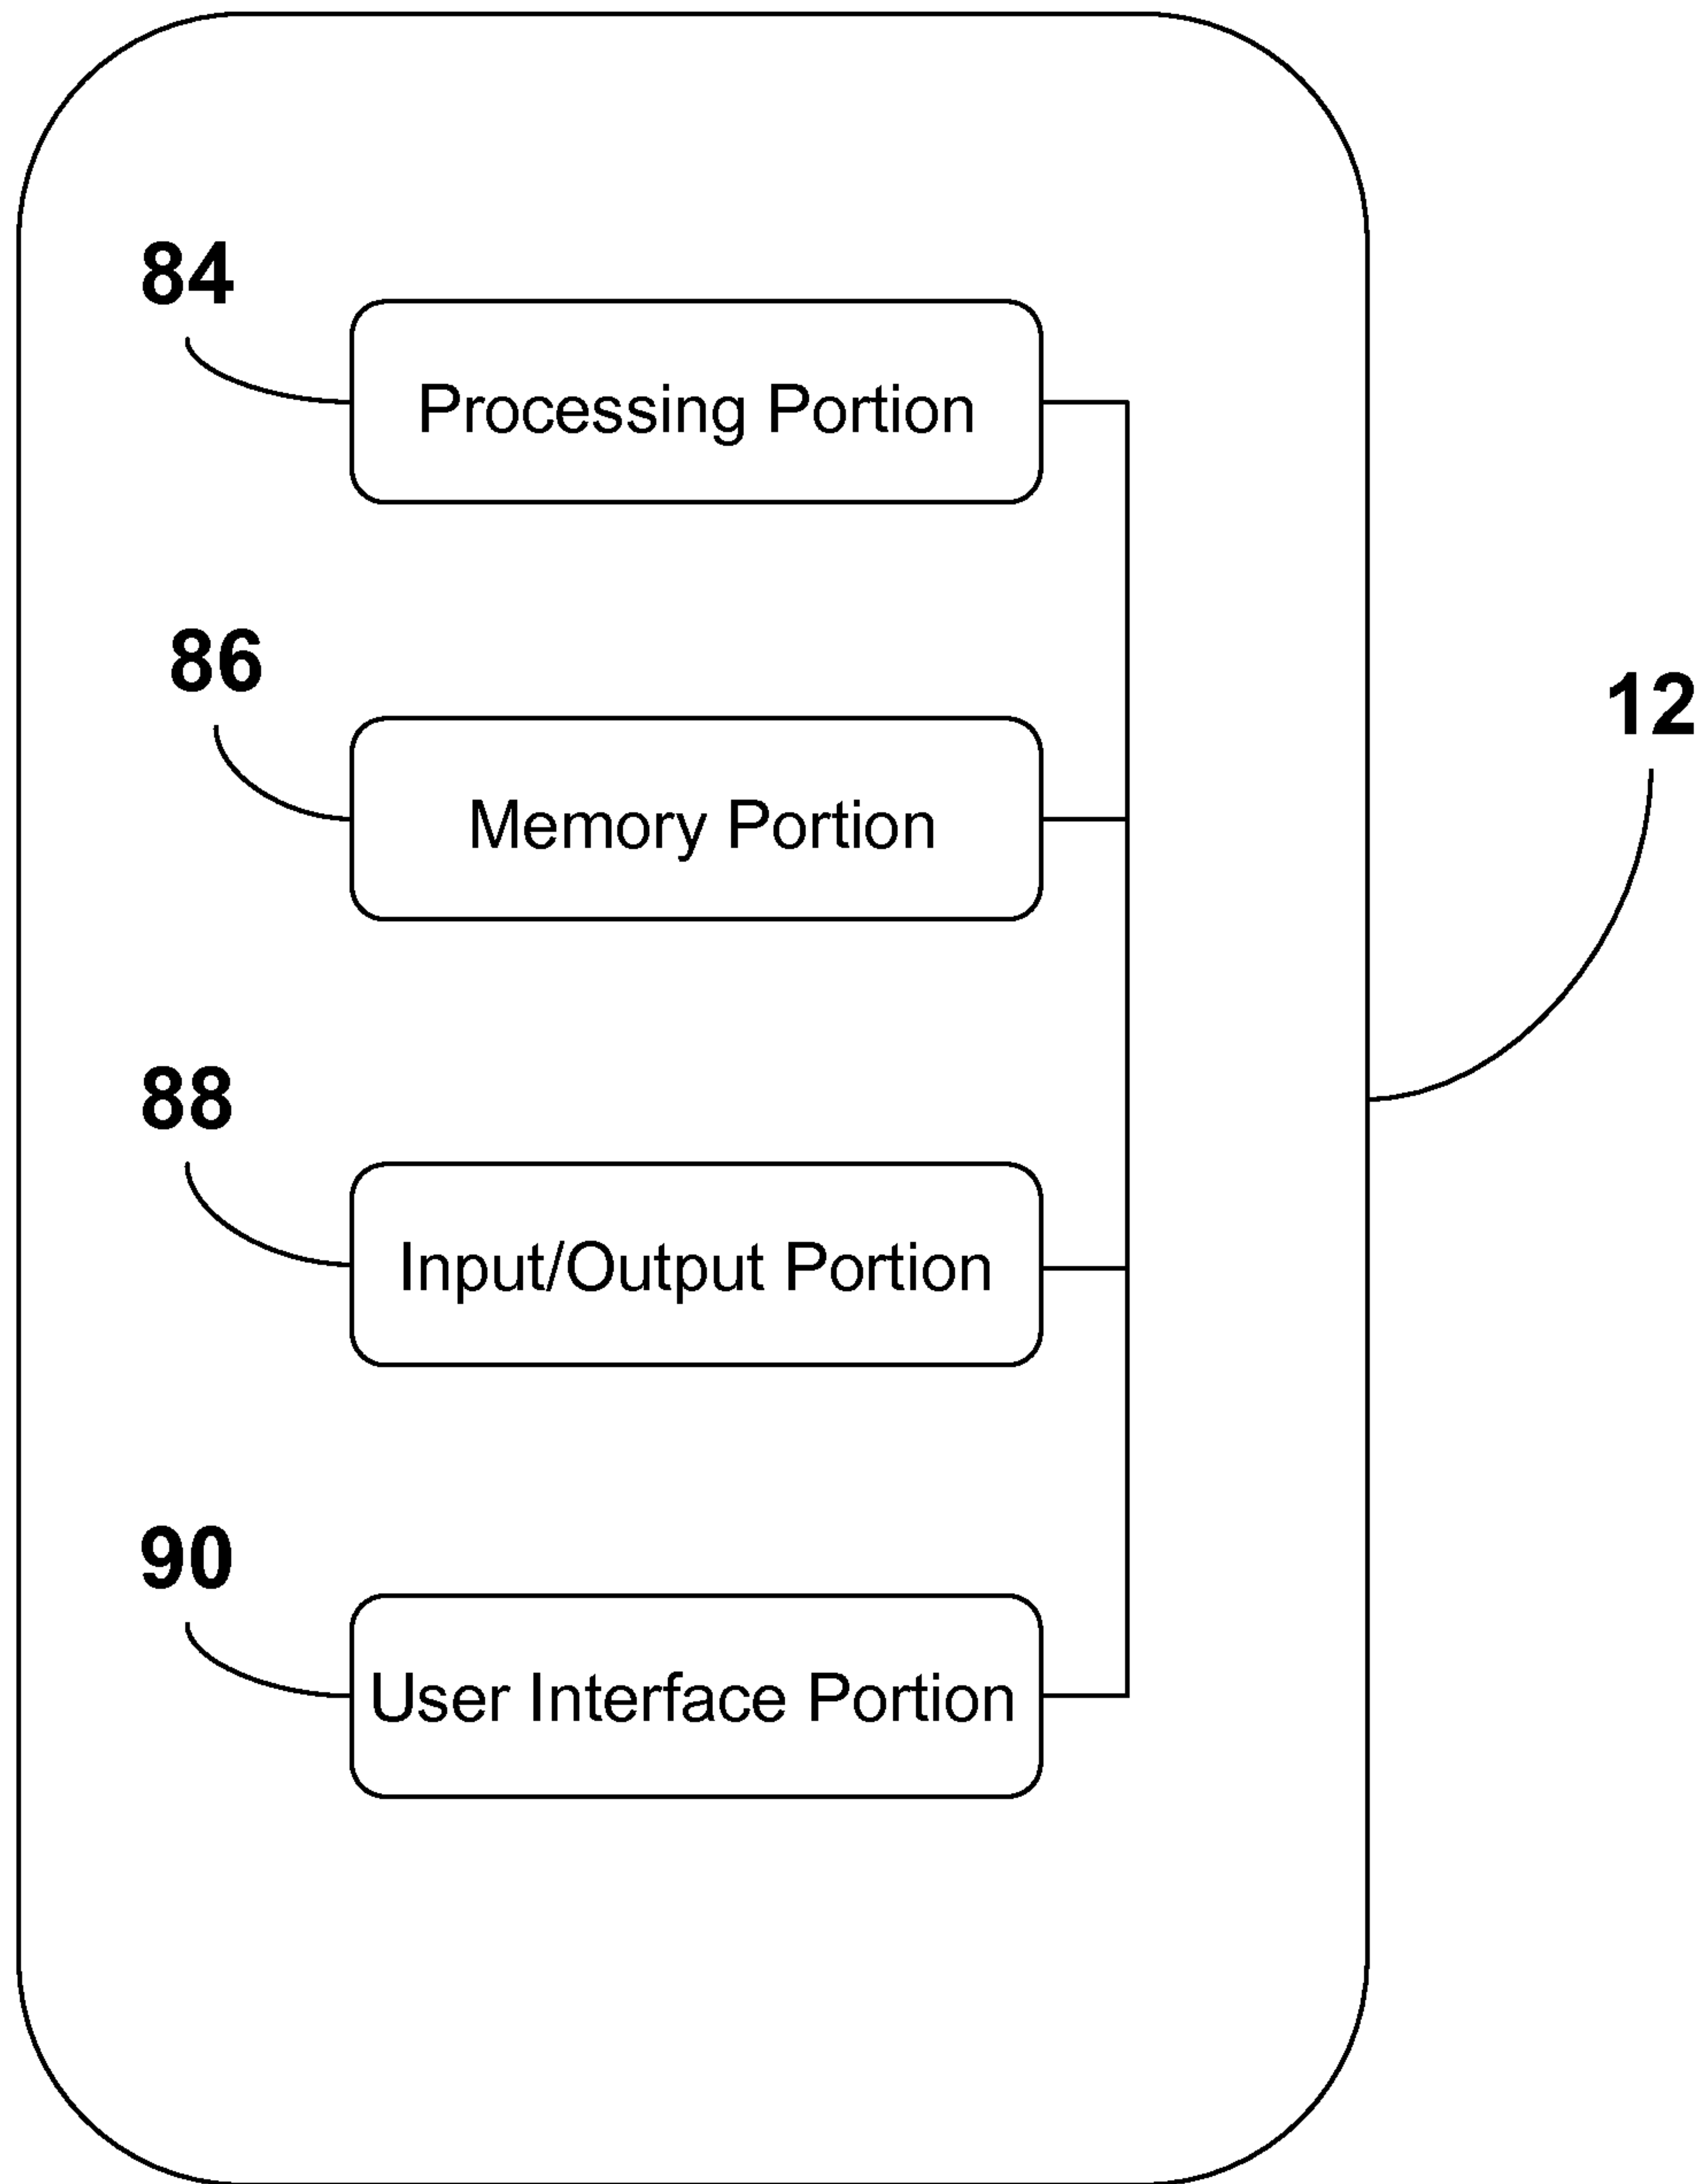 84
Processing Portion
86
Memory Portion
12
88
Input/Output Portion
90
User Interface Portion